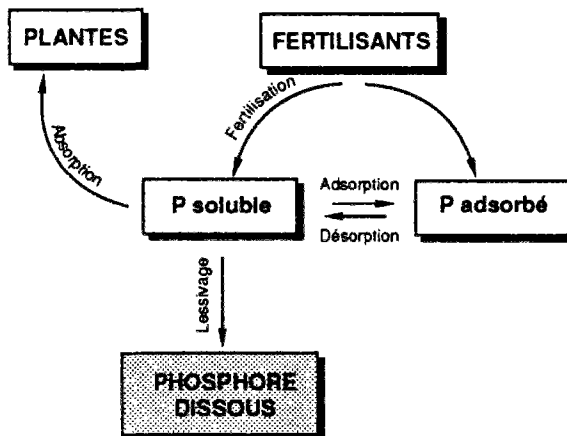 PLANTES
FERTILISANTS
Fertilisation
Absorption
P soluble
Adsorption
Désorption
P adsorbé
Lessivage
PHOSPHORE
DISSOUS